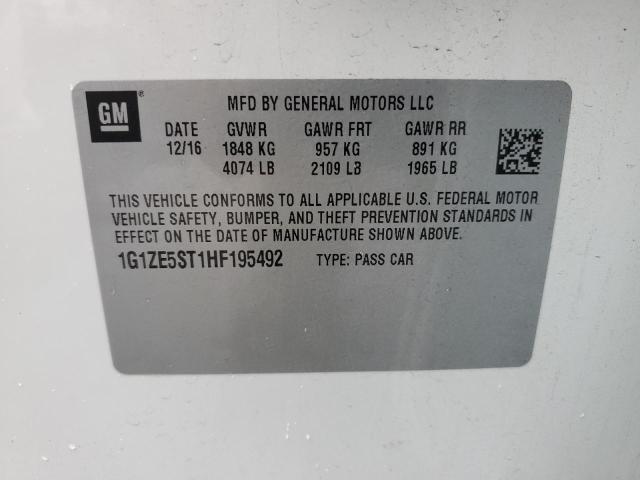 GM ®
MFD BY GENERAL MOTORS LLC
DATE GVWR GAWR FRT GAWR RR
12/16 1848 KG 957 KG 891 KG
4074 LB 2109 LB 1965 LB
THIS VEHICLE CONFORMS TO ALL APPLICABLE U.S. FEDERAL MOTOR
VEHICLE SAFETY, BUMPER, AND THEFT PREVENTION STANDARDS IN
EFFECT ON THE DATE OF MANUFACTURE SHOWN ABOVE.
1G1ZE5ST1HF195492 TYPE: PASS CAR